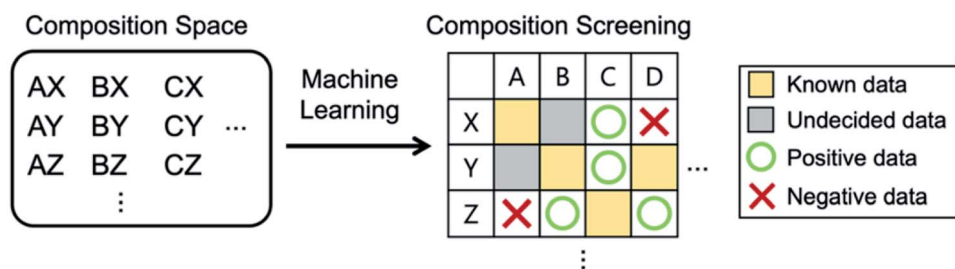 Composition Space
AX BX CX
AY BY CY ...
AZ BZ CZ
⋮
Machine
Learning
Composition Screening
A B C D
X
Y
...
Z
⋮
Known data
Undecided data
Positive data
Negative data